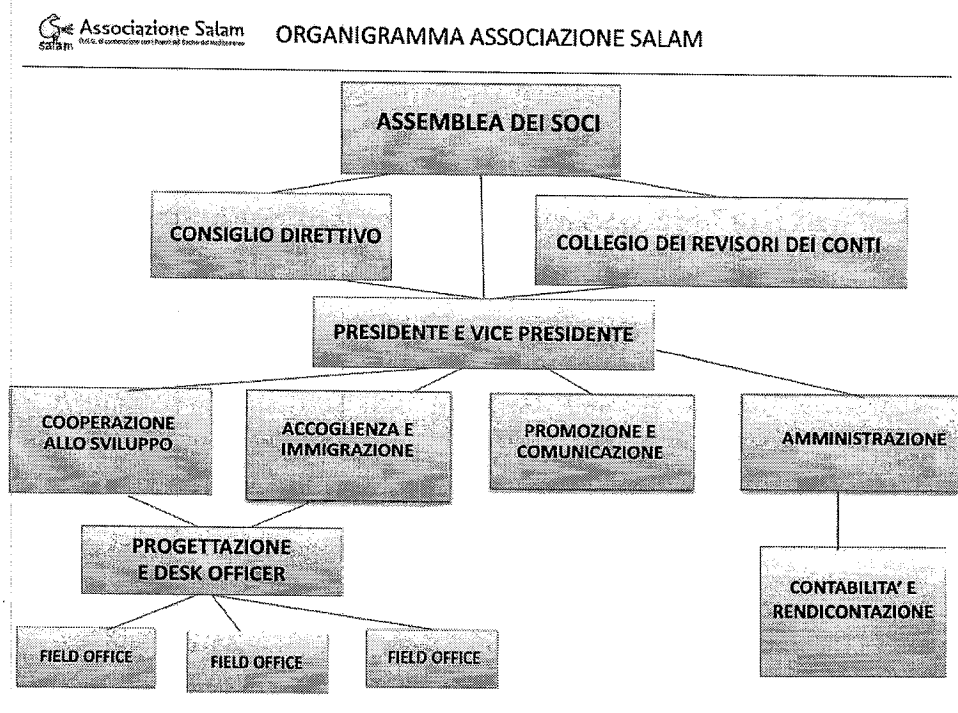 Associazione Salam
salam
ORGANIGRAMMA ASSOCIAZIONE SALAM
ASSEMBLEA DEI SOCI
CONSIGLIO DIRETTIVO
COLLEGIO DEI REVISORI DEI CONTI
PRESIDENTE E VICE PRESIDENTE
COOPERAZIONE
ALLO SVILUPPO
ACCOGLIENZA E
IMMIGRAZIONE
PROMOZIONE E
COMUNICAZIONE
AMMINISTRAZIONE
PROGETTAZIONE
E DESK OFFICER
CONTABILITA' E
RENDICONTAZIONE
FIELD OFFICE
FIELD OFFICE
FIELD OFFICE